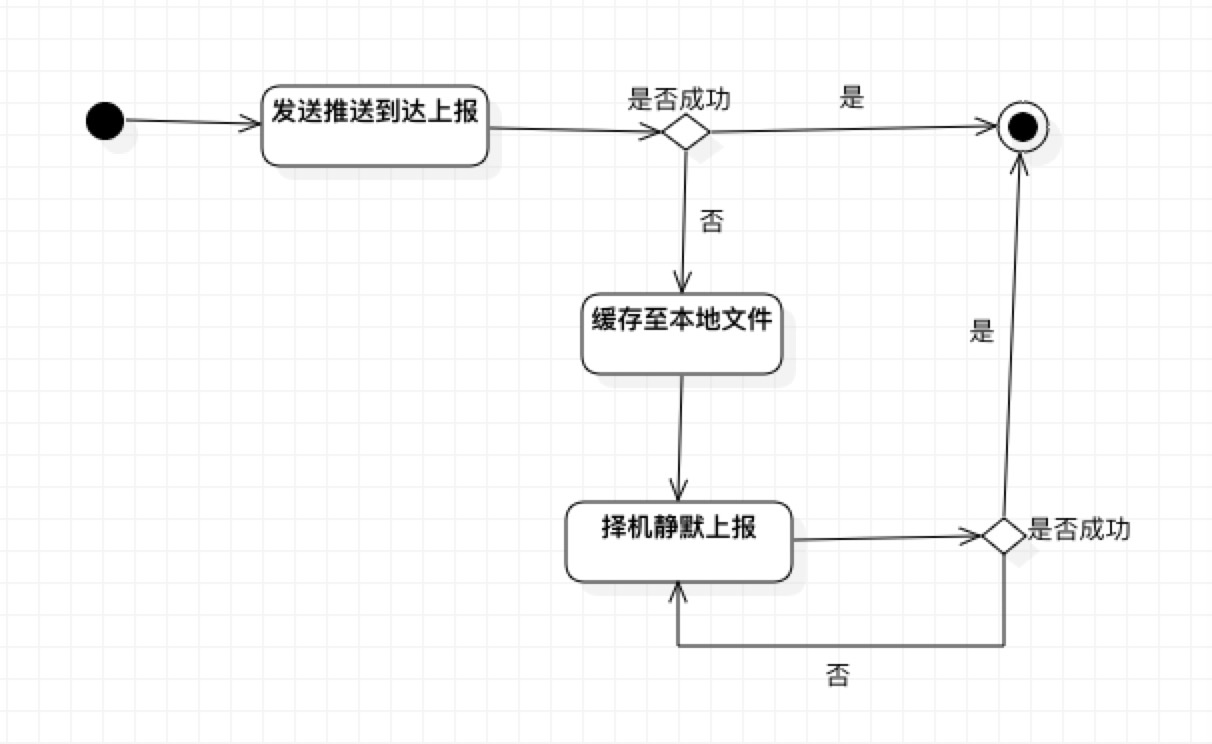 发送推送到达上报
是否成功
是
否
缓存至本地文件
是
择机静默上报
是否成功
否